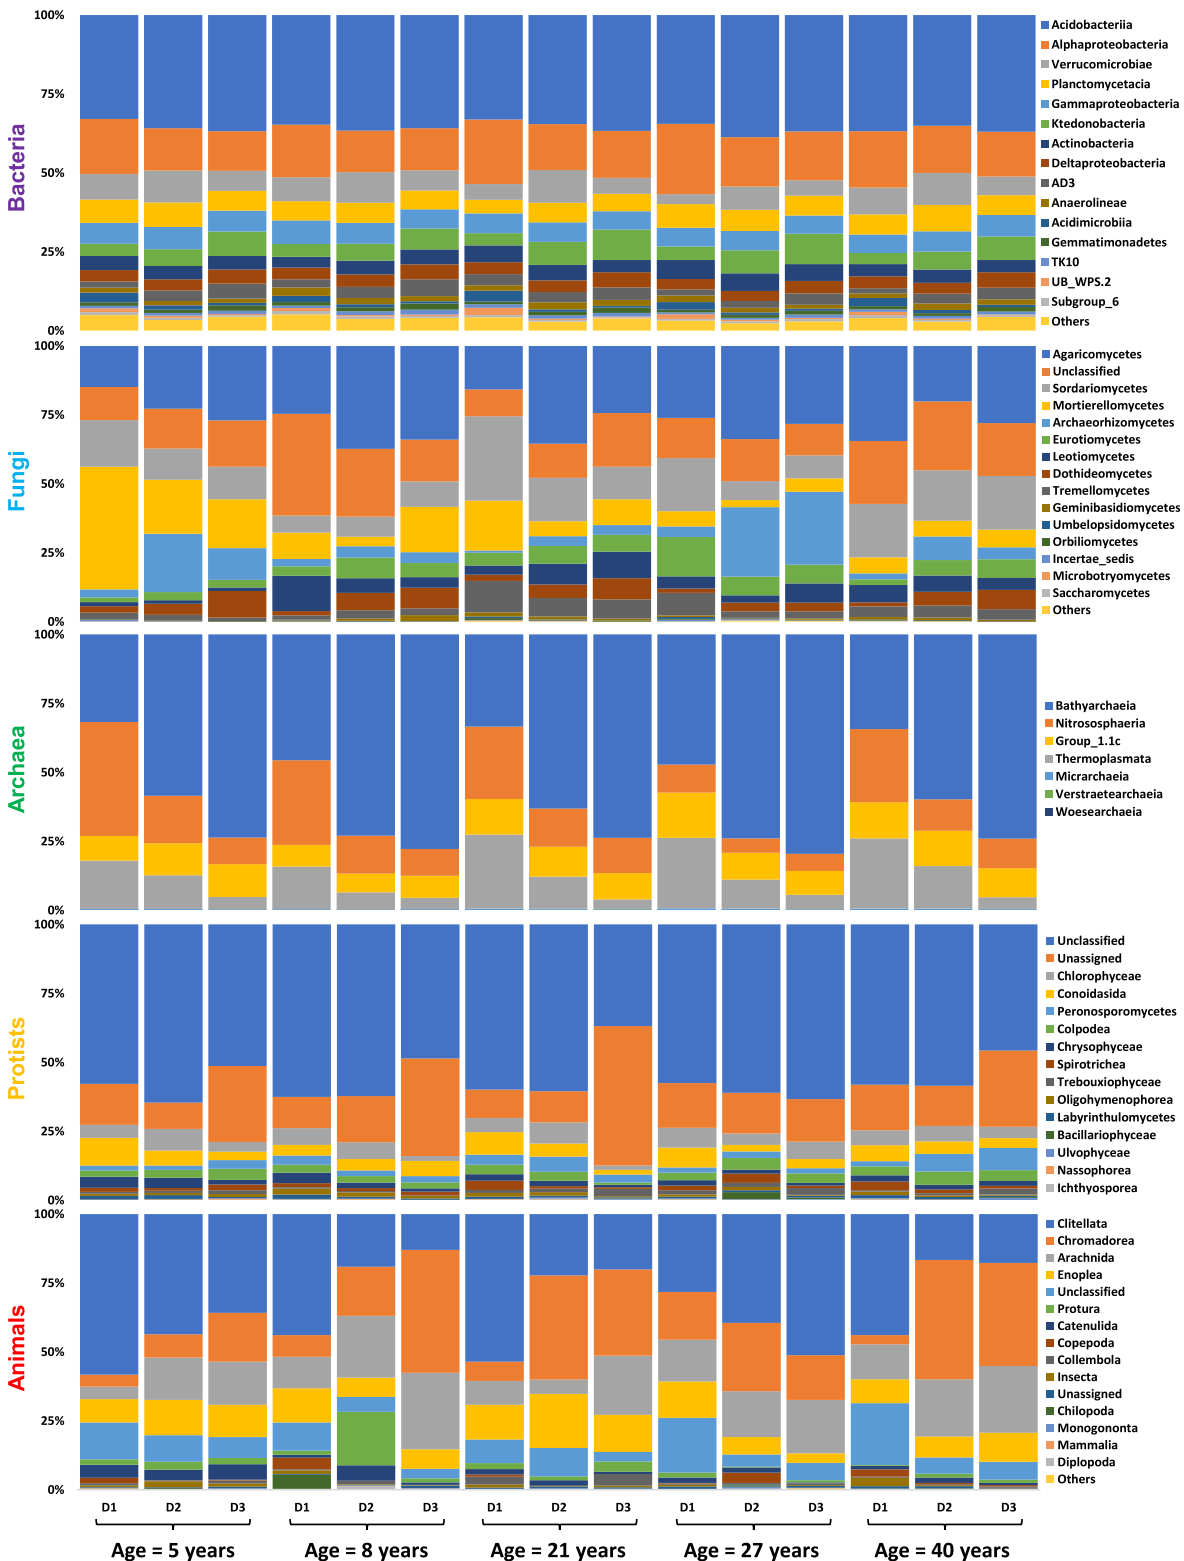 Bacteria
100%
75%
50%
25%
0%
Acidobacteriia
Alphaproteobacteria
Verrucomicrobiae
Planctomycetacia
Gammaproteobacteria
Ktedonobacteria
Actinobacteria
Deltaproteobacteria
AD3
Anaerolineae
Acidimicrobiia
Gemmatimonadetes
TK10
UB_WPS.2
Subgroup_6
Others
Fungi
100%
75%
50%
25%
0%
Agaricomycetes
Unclassified
Sordariomycetes
Mortierellomycetes
Archaeorhizomycetes
Eurotiomycetes
Leotiomycetes
Dothideomycetes
Tremellomycetes
Geminibasidiomycetes
Umbelopsidomycetes
Orbiliomycetes
Incertae_sedis
Microbotryomycetes
Saccharomycetes
Others
Archaea
100%
75%
50%
25%
0%
Bathyarchaeia
Nitrososphaeria
Group_1.1c
Thermoplasmata
Micrarchaeia
Verstraetearchaeia
Woesearchaeia
Protists
100%
75%
50%
25%
0%
Unclassified
Unassigned
Chlorophyceae
Conoidasida
Peronosporomycetes
Colpodea
Chrysophyceae
Spirotrichea
Trebouxiophyceae
Oligohymenophorea
Labyrinthulomycetes
Bacillariophyceae
Ulvophyceae
Nassophorea
Ichthyosporea
Animals
100%
75%
50%
25%
0%
Clitellata
Chromadorea
Arachnida
Enoplea
Unclassified
Protura
Catenulida
Copepoda
Collembola
Insecta
Unassigned
Chilopoda
Monogononta
Mammalia
Diplopoda
Others
D1 D2 D3 D1 D2 D3 D1 D2 D3 D1 D2 D3 D1 D2 D3
Age = 5 years Age = 8 years Age = 21 years Age = 27 years Age = 40 years